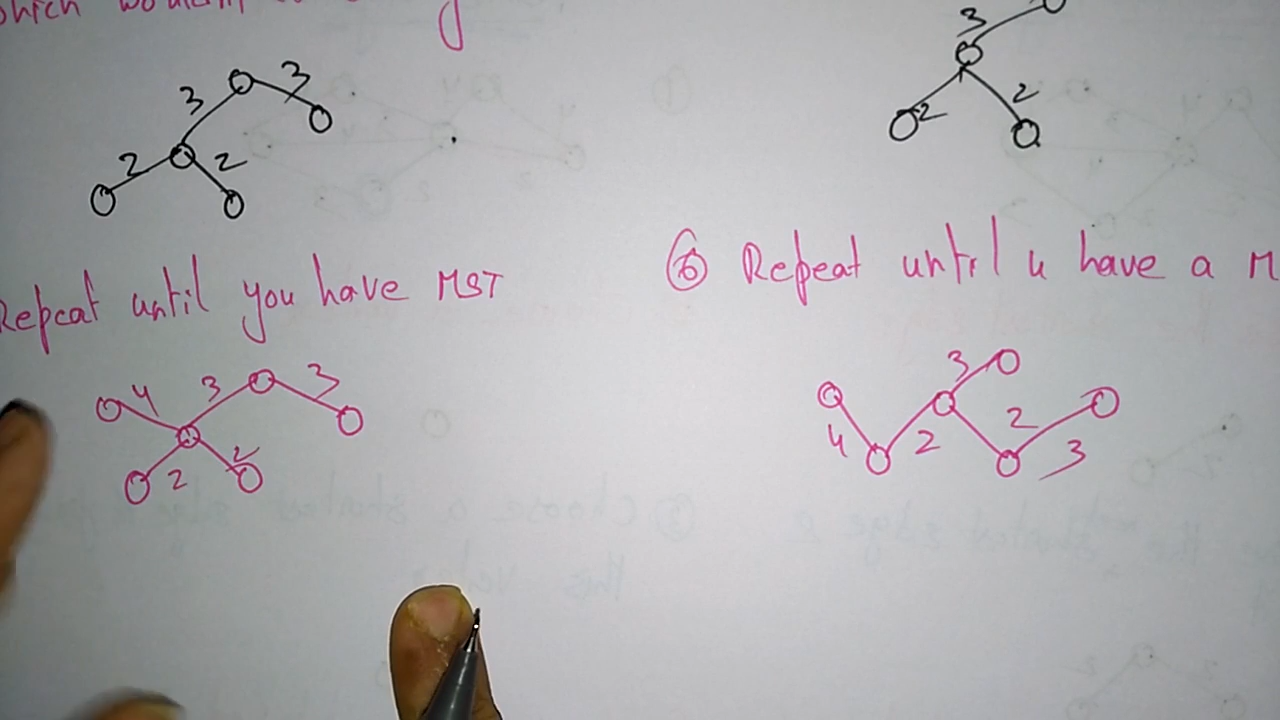 which
3 3
2 2
3
2 2
Repeat until you have MST
⑥ Repeat until u have a M
4 3 3
2 2
3
4 2 2 3